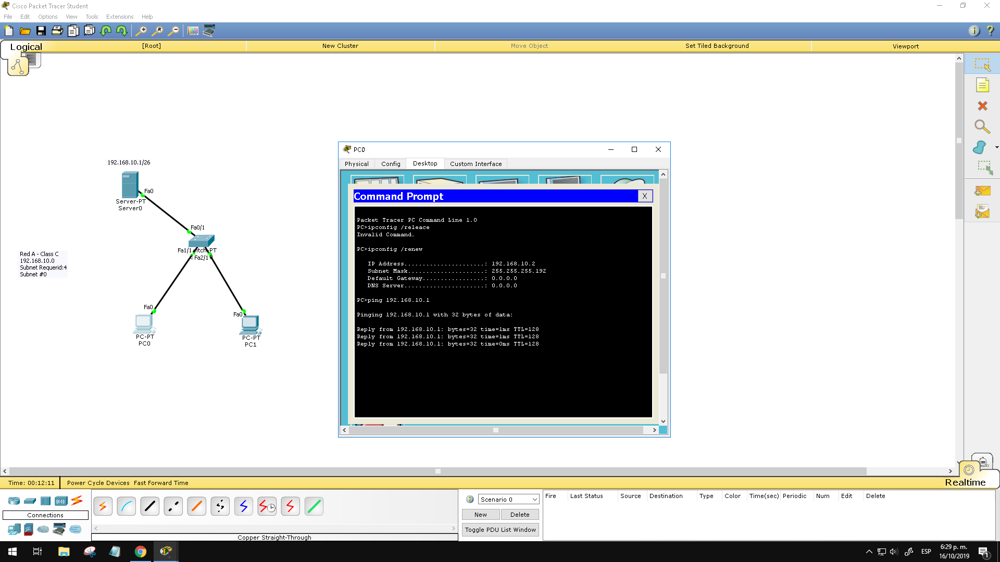 Cisco Packet Tracer Student
File Edit Options View Tools Extensions Help
Logical [Root] New Cluster Move Object Set Tiled Background Viewport
192.168.10.1/26
Fa0
Server-PT
Server0
Fa0/1
Fa1/1 witch-PT
Fa2/1
Red A - Class C
192.168.10.0
Subnet Requerid:4
Subnet #0
Fa0
PC-PT
PC0
Fa0
PC-PT
PC1
PC0
Physical Config Desktop Custom Interface
Command Prompt X
Packet Tracer PC Command Line 1.0
PC>ipconfig /releace
Invalid Command.
PC>ipconfig /renew
IP Address......................: 192.168.10.2
Subnet Mask.....................: 255.255.255.192
Default Gateway.................: 0.0.0.0
DNS Server......................: 0.0.0.0
PC>ping 192.168.10.1
Pinging 192.168.10.1 with 32 bytes of data:
Reply from 192.168.10.1: bytes=32 time=1ms TTL=128
Reply from 192.168.10.1: bytes=32 time=1ms TTL=128
Reply from 192.168.10.1: bytes=32 time=0ms TTL=128
Time: 00:12:11 Power Cycle Devices Fast Forward Time
Realtime
Connections
Copper Straight-Through
Scenario 0
New Delete
Toggle PDU List Window
Fire Last Status Source Destination Type Color Time(sec) Periodic Num Edit Delete
ESP
6:29 p. m.
16/10/2019
1